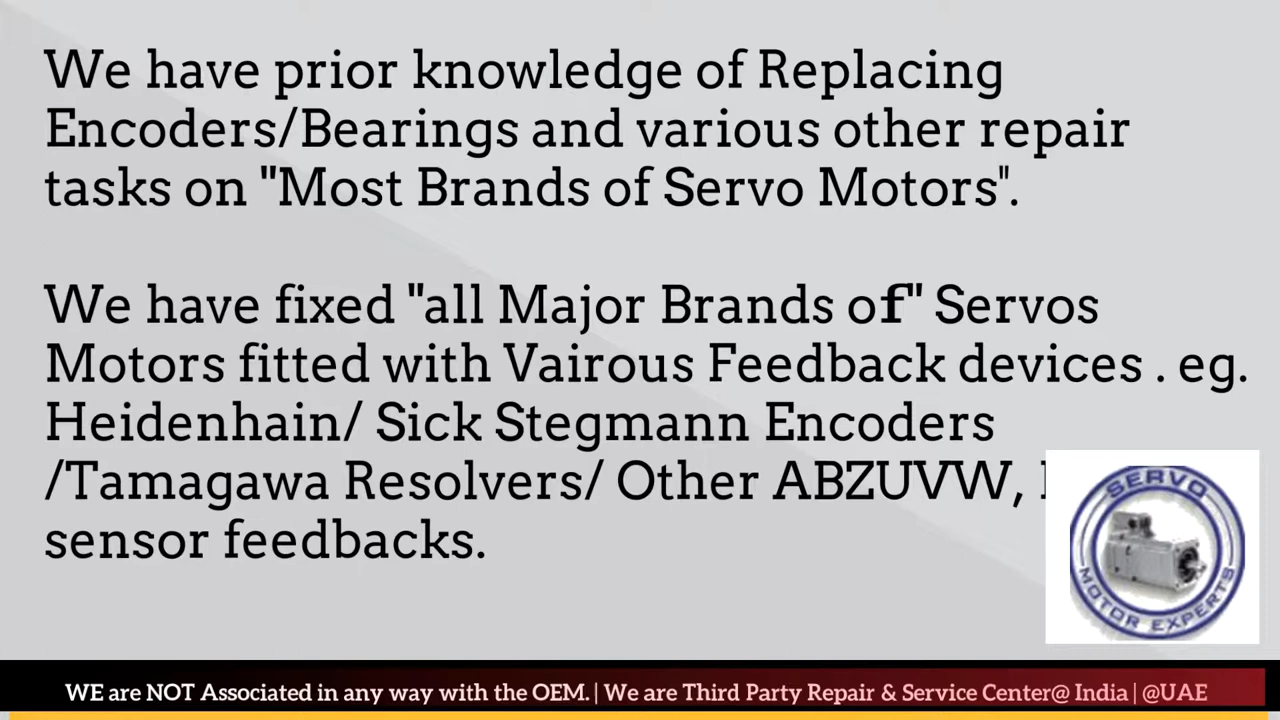 We have prior knowledge of Replacing
Encoders/Bearings and various other repair
tasks on "Most Brands of Servo Motors".
We have fixed "all Major Brands of" Servos
Motors fitted with Vairous Feedback devices . eg.
Heidenhain/ Sick Stegmann Encoders
/Tamagawa Resolvers/ Other ABZUVW,
sensor feedbacks.
SERVO
MOTOR EXPERTS
WE are NOT Associated in any way with the OEM. | We are Third Party Repair & Service Center@ India | @UAE